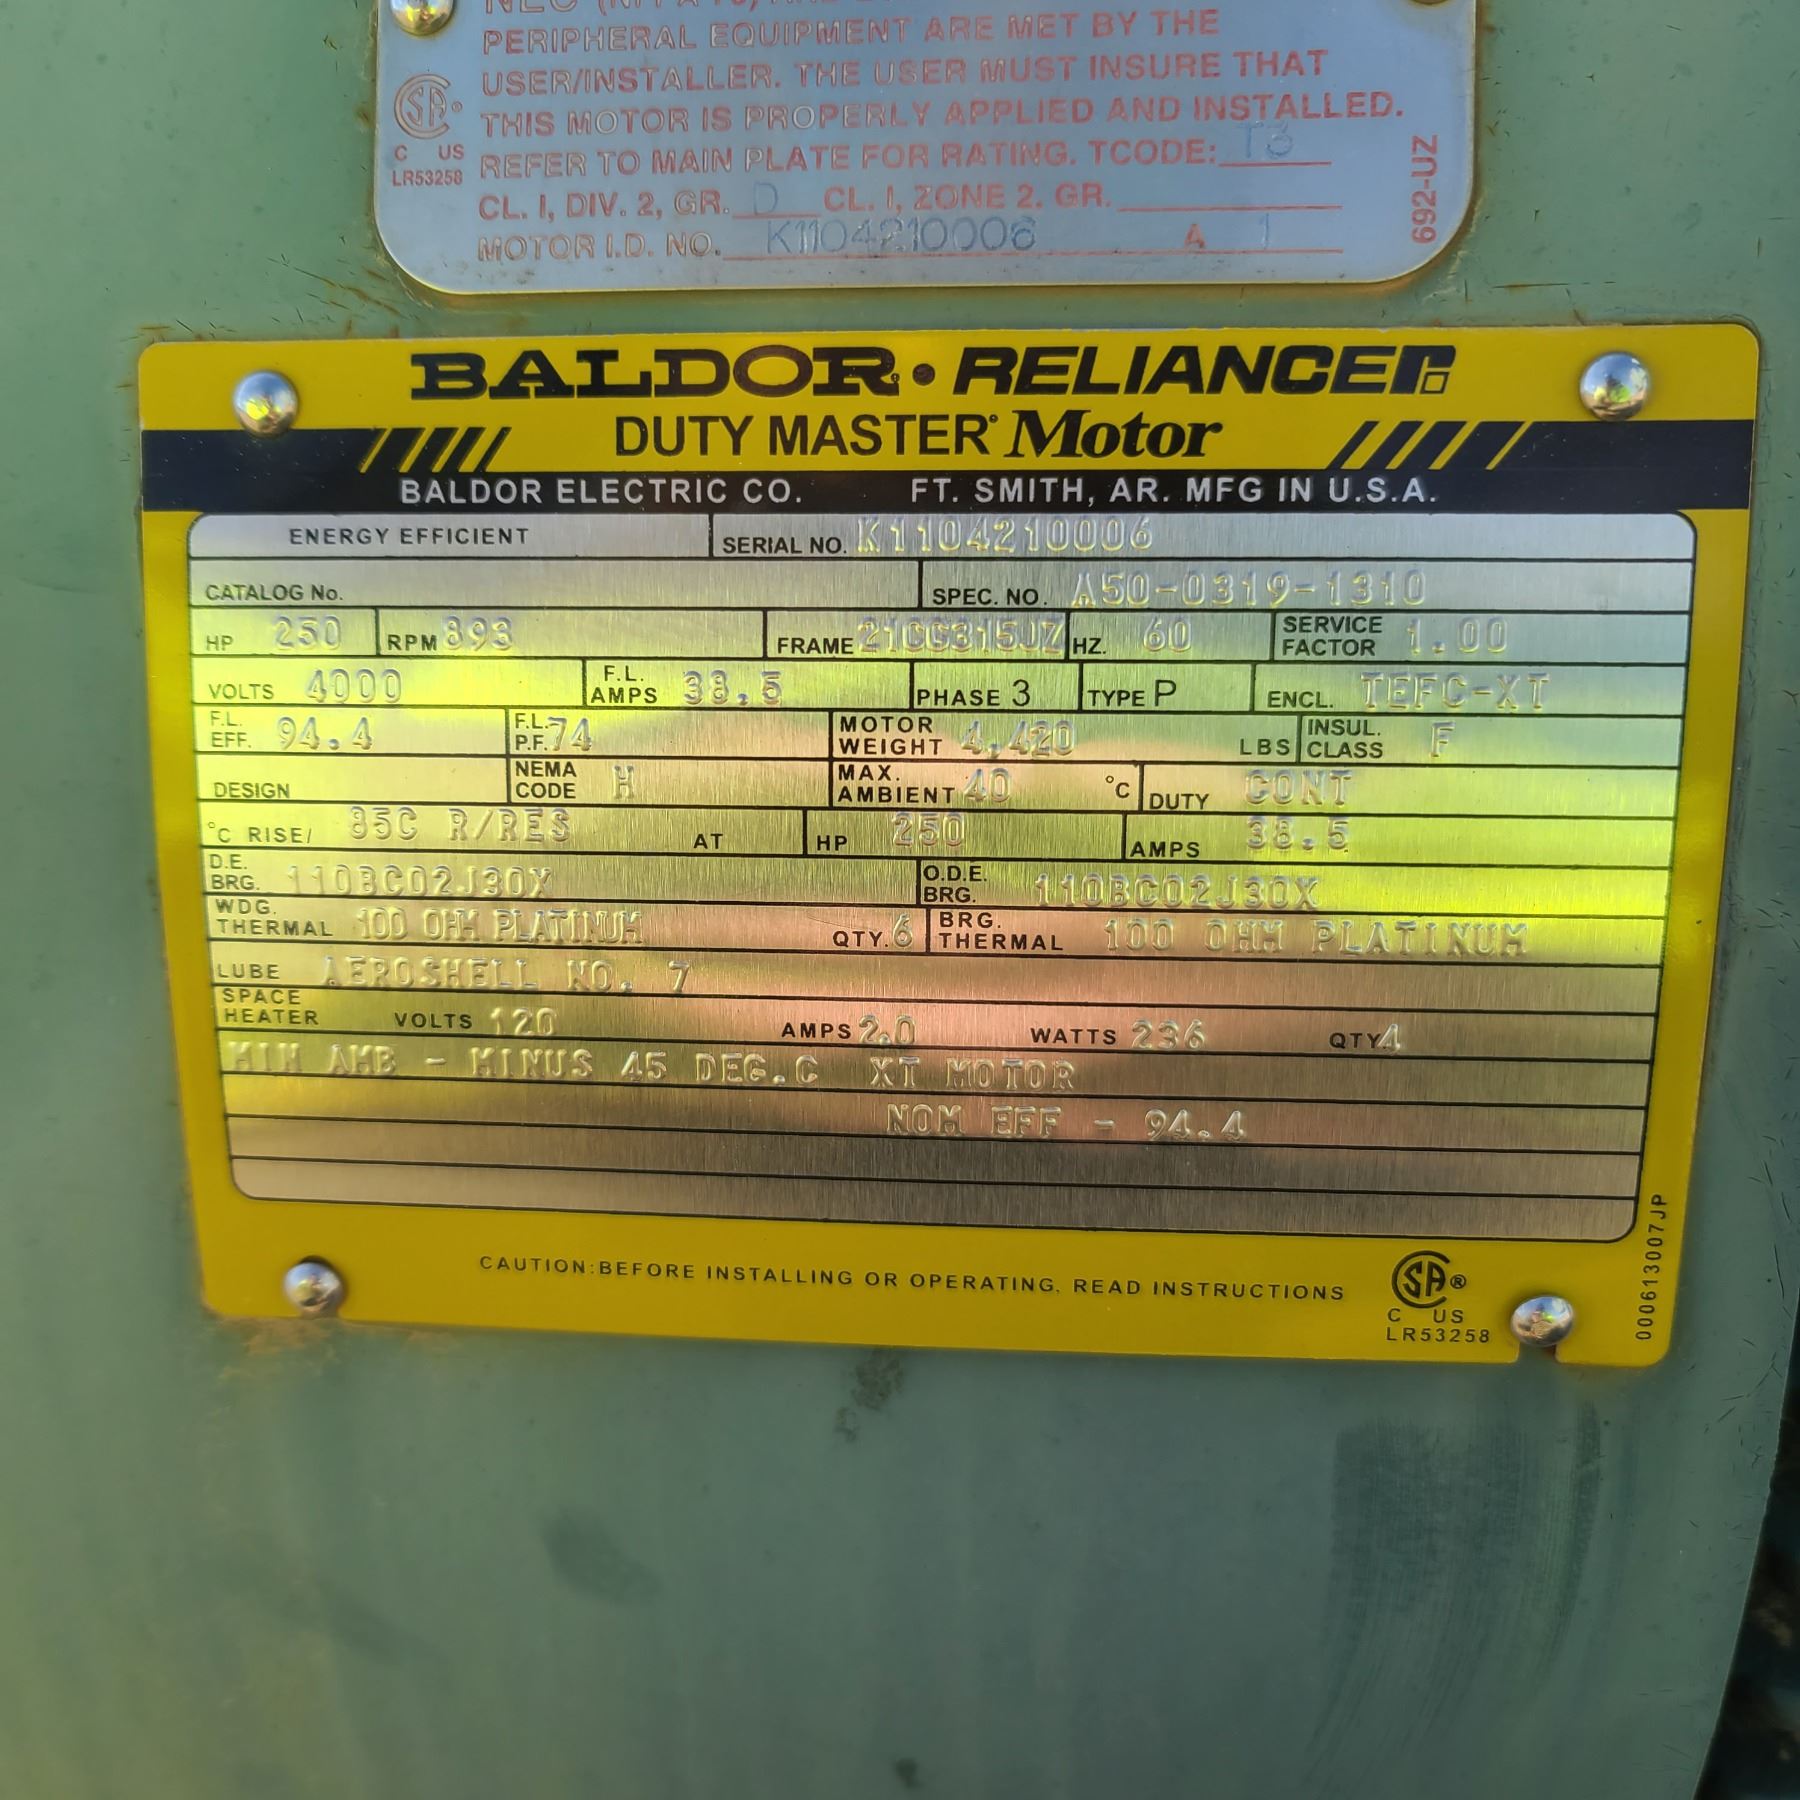 PERIPHERAL EQUIPMENT ARE MET BY THE
USER/INSTALLER. THE USER MUST INSURE THAT
THIS MOTOR IS PROPERLY APPLIED AND INSTALLED.
REFER TO MAIN PLATE FOR RATING. TCODE: T3
CL. I, DIV. 2, GR. D CL. I, ZONE 2. GR.
MOTOR I.D. NO. K1104210006 A 1
SA
C US
LR53258
692-UZ
BALDOR • RELIANCE
DUTY MASTER Motor
BALDOR ELECTRIC CO. FT. SMITH, AR. MFG IN U.S.A.
ENERGY EFFICIENT SERIAL NO. K1104210006
CATALOG No. SPEC. NO. A50-0319-1310
HP 250 RPM 893 FRAME HZ. 60 SERVICE FACTOR 1.00
VOLTS 4000 F.L. AMPS 38.5 PHASE 3 TYPE P ENCL. TEFC-XT
F.L. EFF. 94.4 F.L. P.F. 74 MOTOR WEIGHT 4,420 LBS INSUL. CLASS F
DESIGN NEMA CODE H MAX. AMBIENT 40 °C DUTY CONT
°C RISE/ 85C R/RES AT HP 250 AMPS 38.5
D.E. BRG. 110BC02J30X O.D.E. BRG. 110BC02J30X
WDG. THERMAL 100 OHM PLATINUM QTY. 6 BRG. THERMAL 100 OHM PLATINUM
LUBE AEROSHELL NO. 7
SPACE HEATER VOLTS 120 AMPS 2.0 WATTS 236 QTY 4
MIN AMB - MINUS 45 DEG.C XT MOTOR
NOM EFF - 94.4
CAUTION: BEFORE INSTALLING OR OPERATING, READ INSTRUCTIONS
SA ®
C US
LR53258
000613007JP